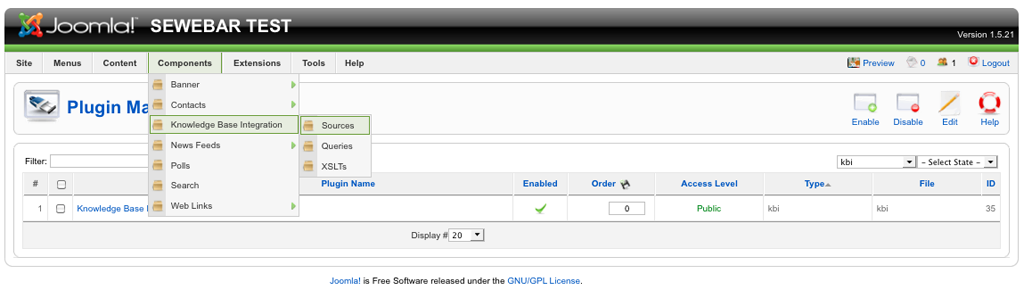 Joomla! SEWEBAR TEST
Version 1.5.21
Site Menus Content Components Extensions Tools Help Preview 0 1 Logout
Banner
Contacts
Knowledge Base Integration
News Feeds
Polls
Search
Web Links
Sources
Queries
XSLTs
Plugin Ma
Enable Disable Edit Help
Filter:
kbi - Select State -
# Plugin Name Enabled Order Access Level Type File ID
1 Knowledge Base 0 Public kbi kbi 35
Display # 20
Joomla! is Free Software released under the GNU/GPL License.